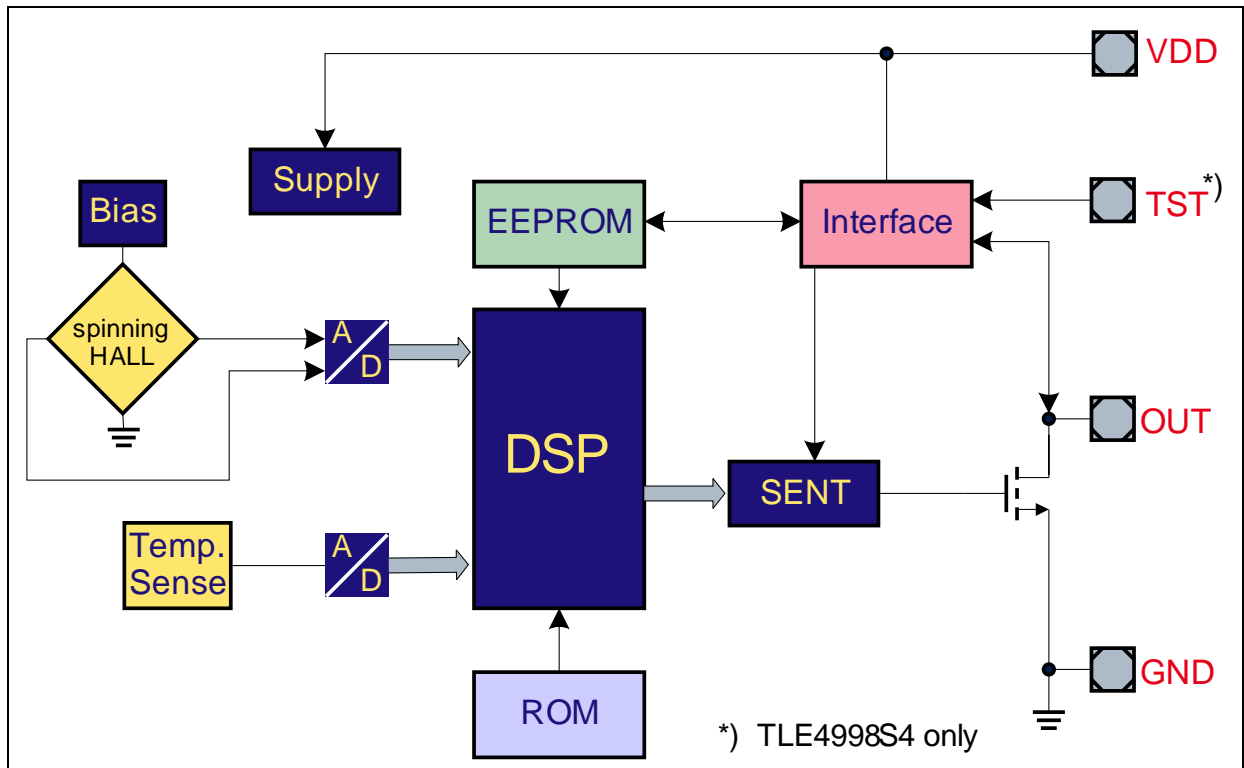 VDD
Supply
Bias
EEPROM
Interface
TST*)
spinning
HALL
A
D
DSP
OUT
SENT
Temp.
Sense
A
D
GND
ROM
*) TLE4998S4 only